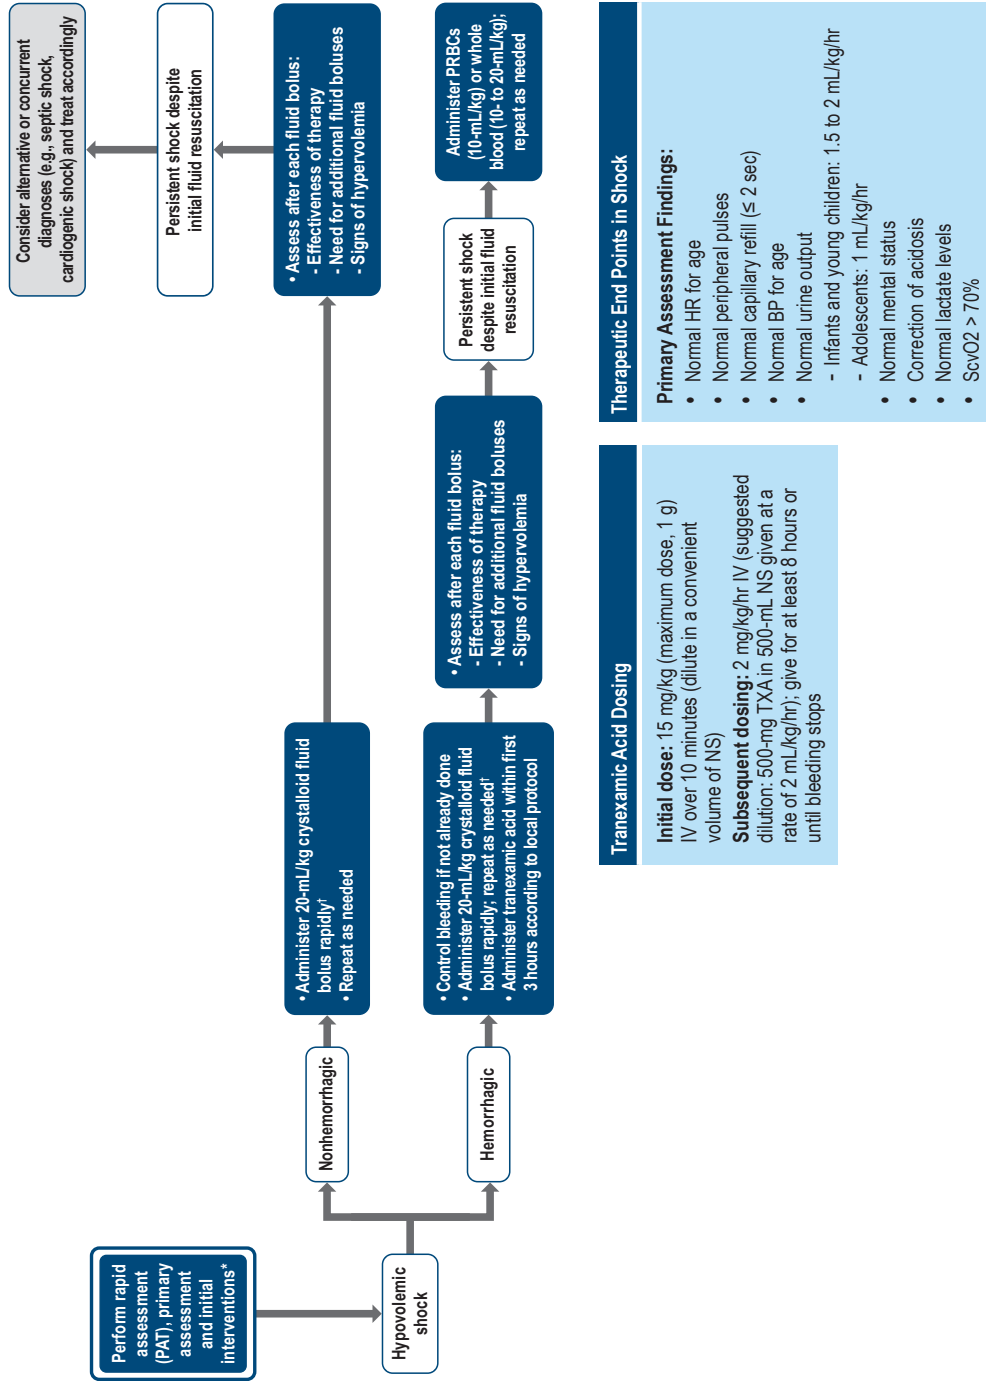 Perform rapid
assessment
(PAT), primary
assessment
and initial
interventions*
Hypovolemic
shock
Nonhemorrhagic
• Administer 20-mL/kg crystalloid fluid
bolus rapidly†
• Repeat as needed
• Assess after each fluid bolus:
- Effectiveness of therapy
- Need for additional fluid boluses
- Signs of hypervolemia
Persistent shock despite
initial fluid resuscitation
Consider alternative or concurrent
diagnoses (e.g., septic shock,
cardiogenic shock) and treat accordingly
Hemorrhagic
• Control bleeding if not already done
• Administer 20-mL/kg crystalloid fluid
bolus rapidly; repeat as needed†
• Administer tranexamic acid within first
3 hours according to local protocol
• Assess after each fluid bolus:
- Effectiveness of therapy
- Need for additional fluid boluses
- Signs of hypervolemia
Persistent shock
despite initial fluid
resuscitation
Administer PRBCs
(10-mL/kg) or whole
blood (10- to 20-mL/kg);
repeat as needed
Tranexamic Acid Dosing
Initial dose: 15 mg/kg (maximum dose, 1 g)
IV over 10 minutes (dilute in a convenient
volume of NS)
Subsequent dosing: 2 mg/kg/hr IV (suggested
dilution: 500-mg TXA in 500-mL NS given at a
rate of 2 mL/kg/hr); give for at least 8 hours or
until bleeding stops
Therapeutic End Points in Shock
Primary Assessment Findings:
• Normal HR for age
• Normal peripheral pulses
• Normal capillary refill (≤ 2 sec)
• Normal BP for age
• Normal urine output
- Infants and young children: 1.5 to 2 mL/kg/hr
- Adolescents: 1 mL/kg/hr
• Normal mental status
• Correction of acidosis
• Normal lactate levels
• ScvO2 > 70%